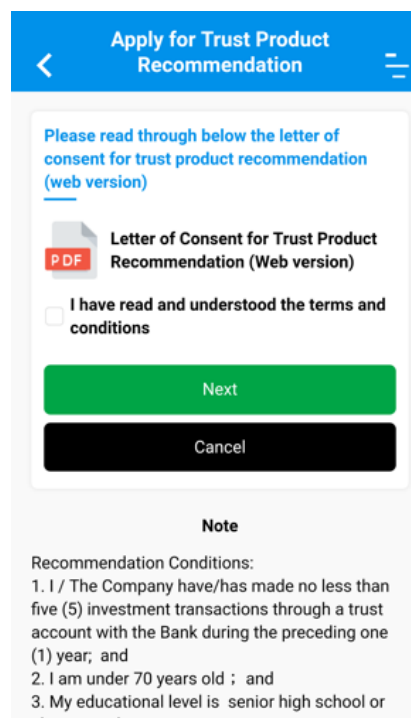 Apply for Trust Product
Recommendation
Please read through below the letter of
consent for trust product recommendation
(web version)
PDF
Letter of Consent for Trust Product
Recommendation (Web version)
I have read and understood the terms and
conditions
Next
Cancel
Note
Recommendation Conditions:
1. I / The Company have/has made no less than
five (5) investment transactions through a trust
account with the Bank during the preceding one
(1) year; and
2. I am under 70 years old ; and
3. My educational level is senior high school or